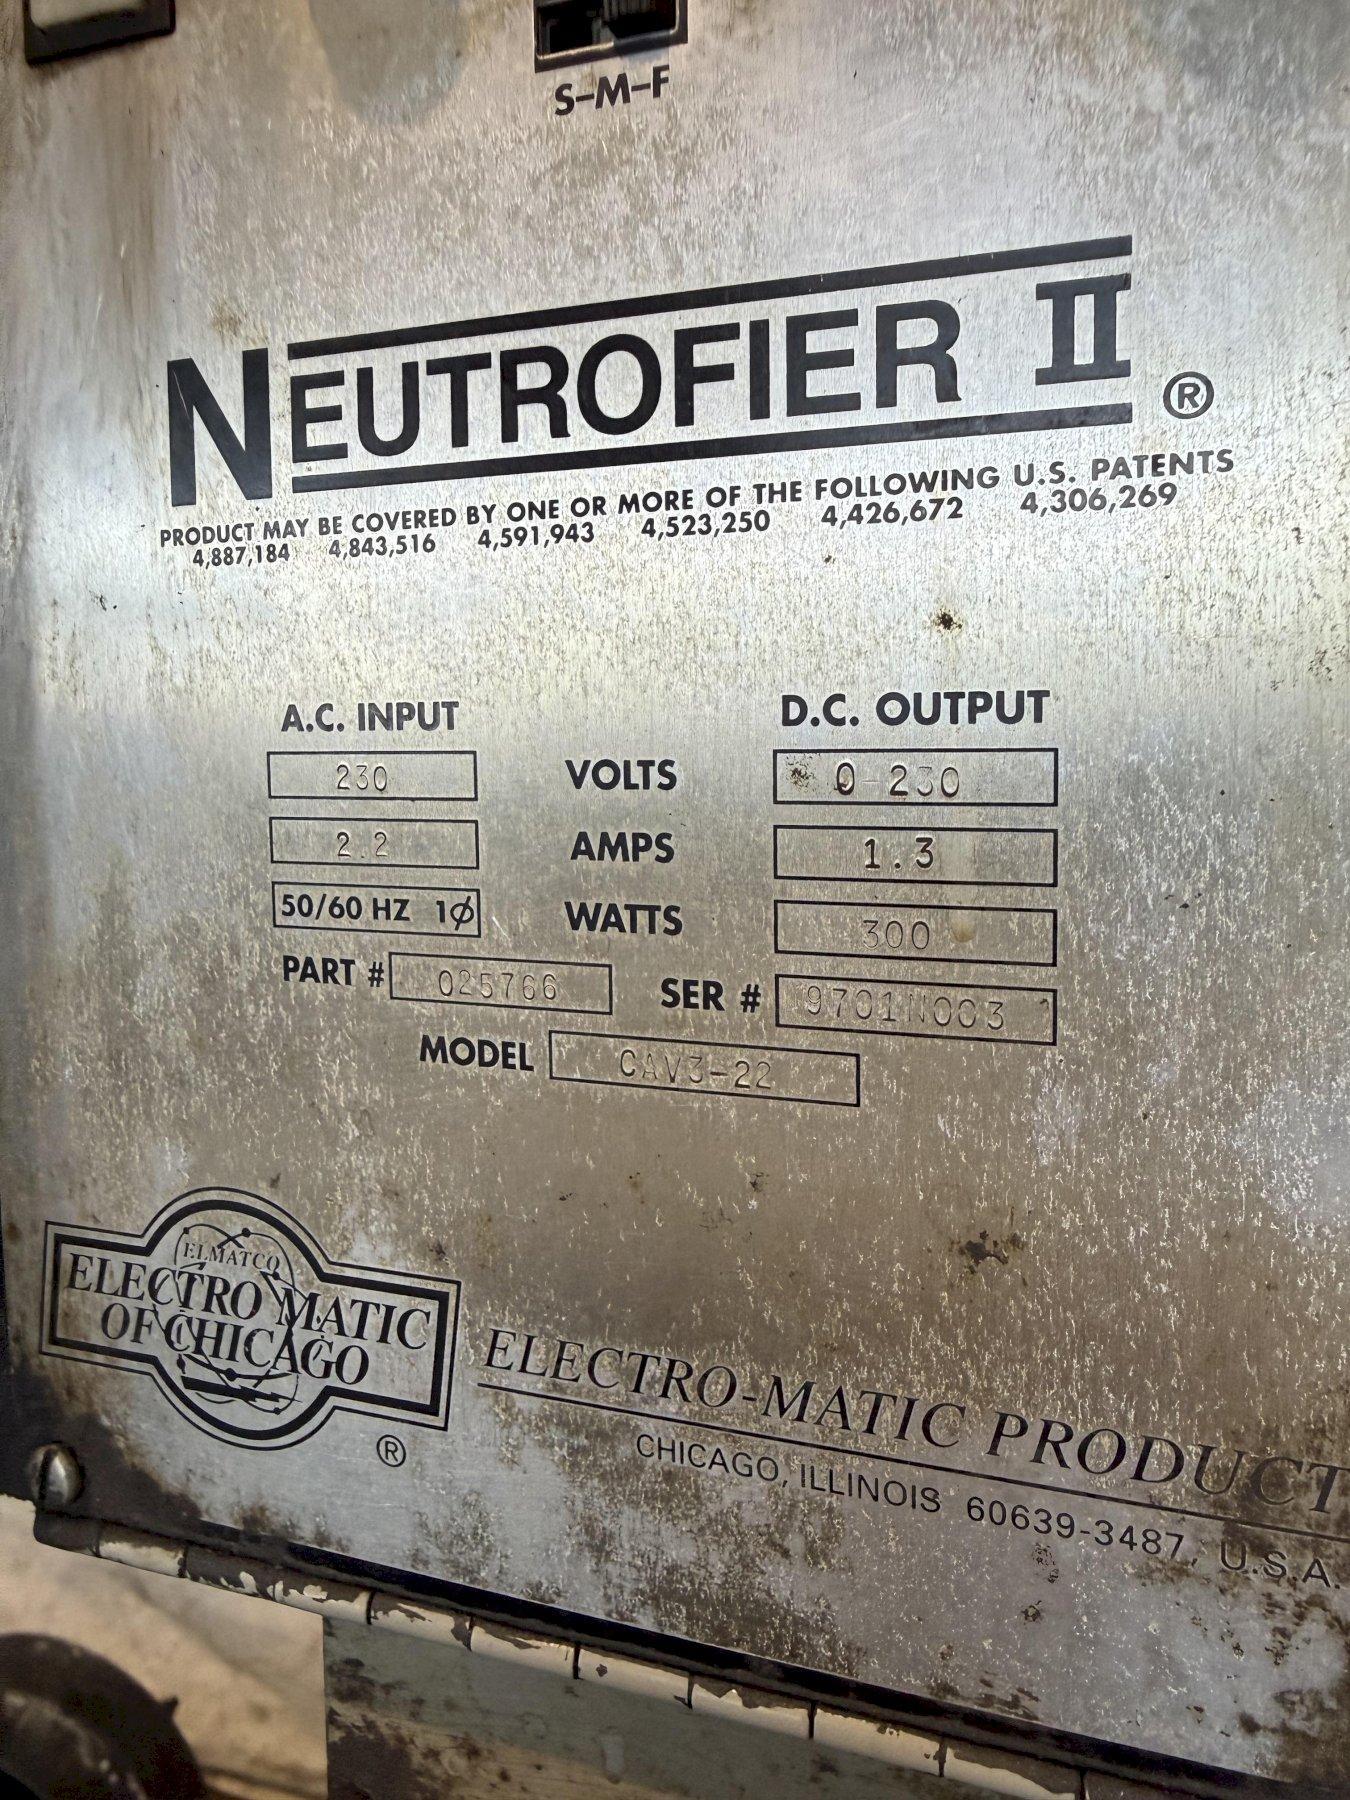 S-M-F
NEUTROFIER II ®
PRODUCT MAY BE COVERED BY ONE OR MORE OF THE FOLLOWING U.S. PATENTS
4,887,184 4,843,516 4,591,943 4,523,250 4,426,672 4,306,269
A.C. INPUT D.C. OUTPUT
230 VOLTS 0-230
2.2 AMPS 1.3
50/60 HZ 1Ø WATTS 300
PART # 025766 SER # 9701N003
MODEL CAV3-22
ELMATCO
ELECTRO MATIC
OF CHICAGO
®
ELECTRO-MATIC PRODUCT
CHICAGO, ILLINOIS 60639-3487, U.S.A.